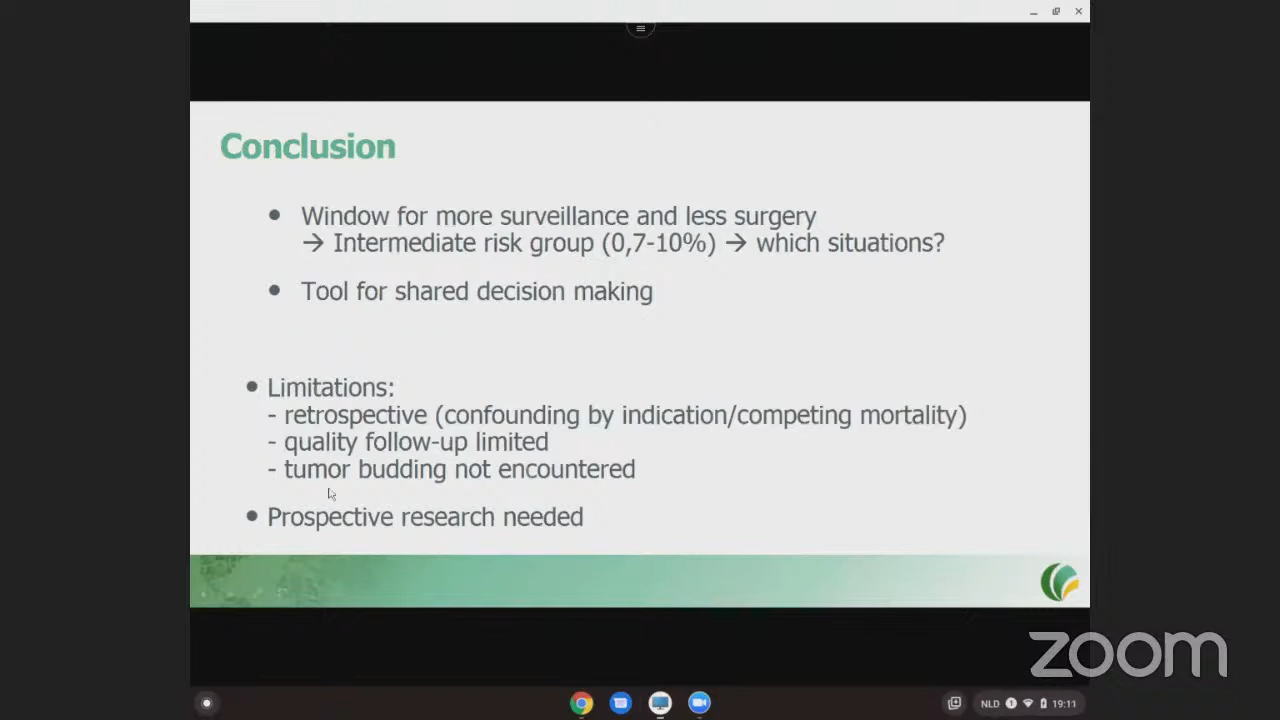 Conclusion
● Window for more surveillance and less surgery
→ Intermediate risk group (0,7-10%) → which situations?
● Tool for shared decision making
● Limitations:
- retrospective (confounding by indication/competing mortality)
- quality follow-up limited
- tumor budding not encountered
● Prospective research needed
zoom
NLD 1 19:11